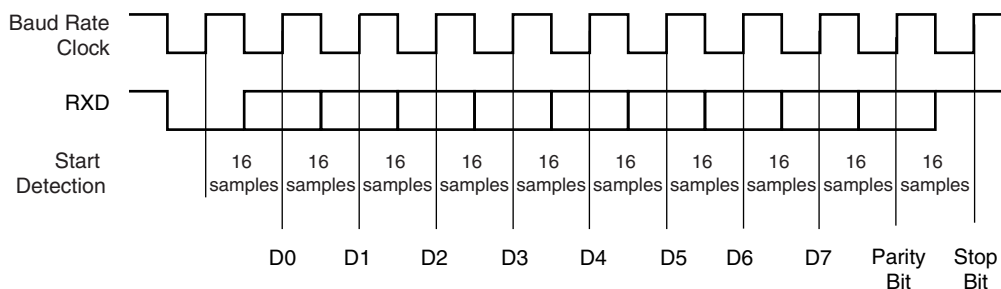 Baud Rate
Clock
RXD
Start
Detection
16 16 16 16 16 16 16 16 16 16
samples samples samples samples samples samples samples samples samples samples
D0 D1 D2 D3 D4 D5 D6 D7 Parity Stop
Bit Bit